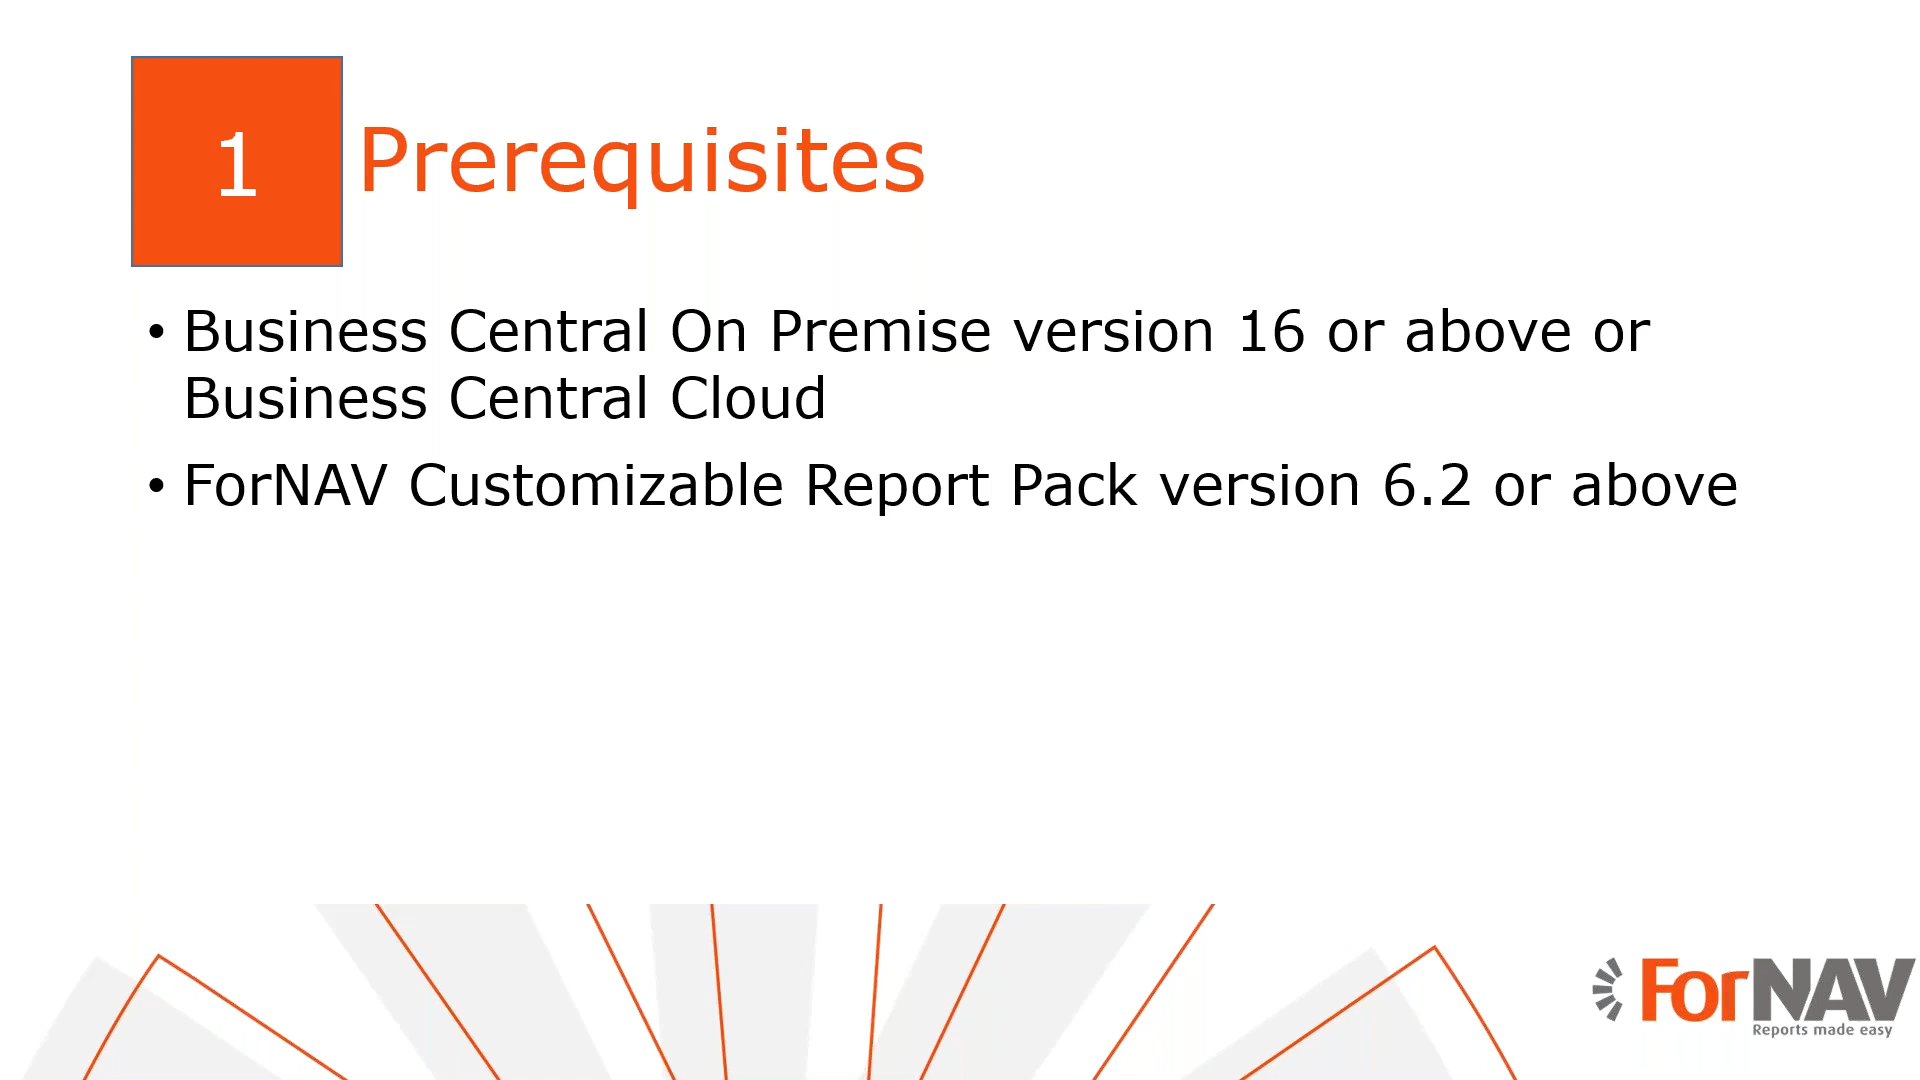 1
Prerequisites
• Business Central On Premise version 16 or above or
Business Central Cloud
• ForNAV Customizable Report Pack version 6.2 or above
ForNAV
Reports made easy